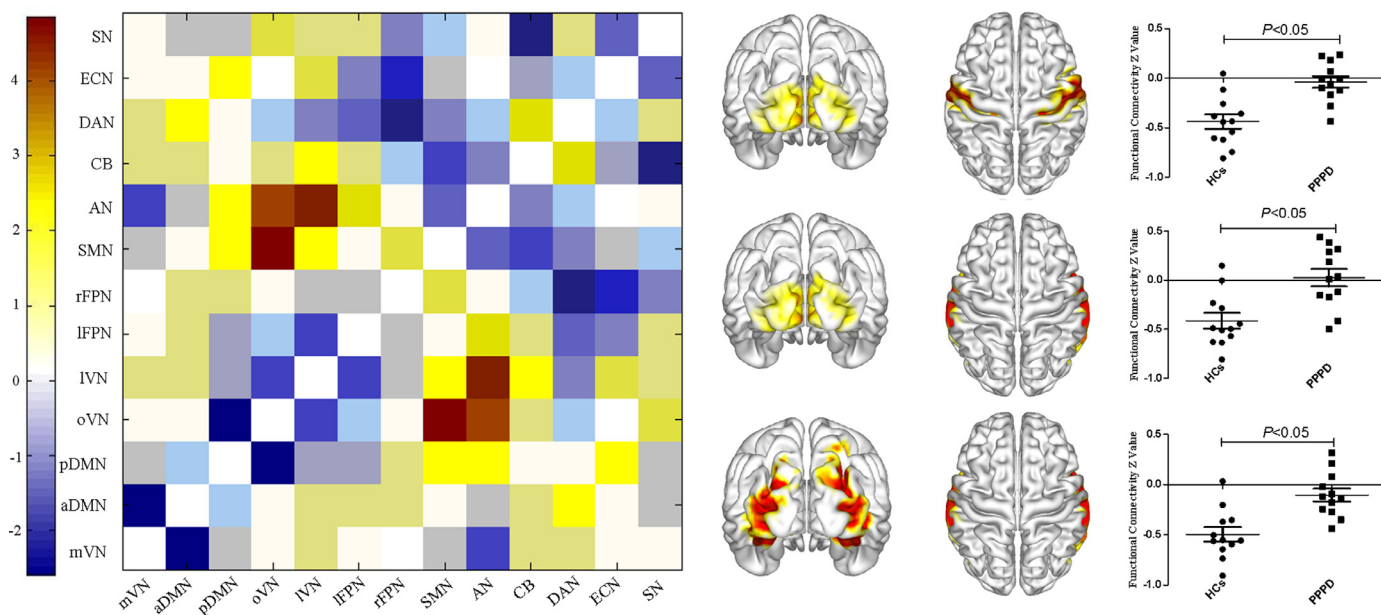 4
3
2
1
0
-1
-2
SN
ECN
DAN
CB
AN
SMN
rFPN
lFPN
lVN
oVN
pDMN
aDMN
mVN
mVN aDMN pDMN oVN lVN lFPN rFPN SMN AN CB DAN ECN SN
Functional Connectivity Z Value
0.5
0.0
-0.5
-1.0
P<0.05
HCs PPPD
Functional Connectivity Z Value
0.5
0.0
-0.5
-1.0
P<0.05
HCs PPPD
Functional Connectivity Z Value
0.5
0.0
-0.5
-1.0
P<0.05
HCs PPPD